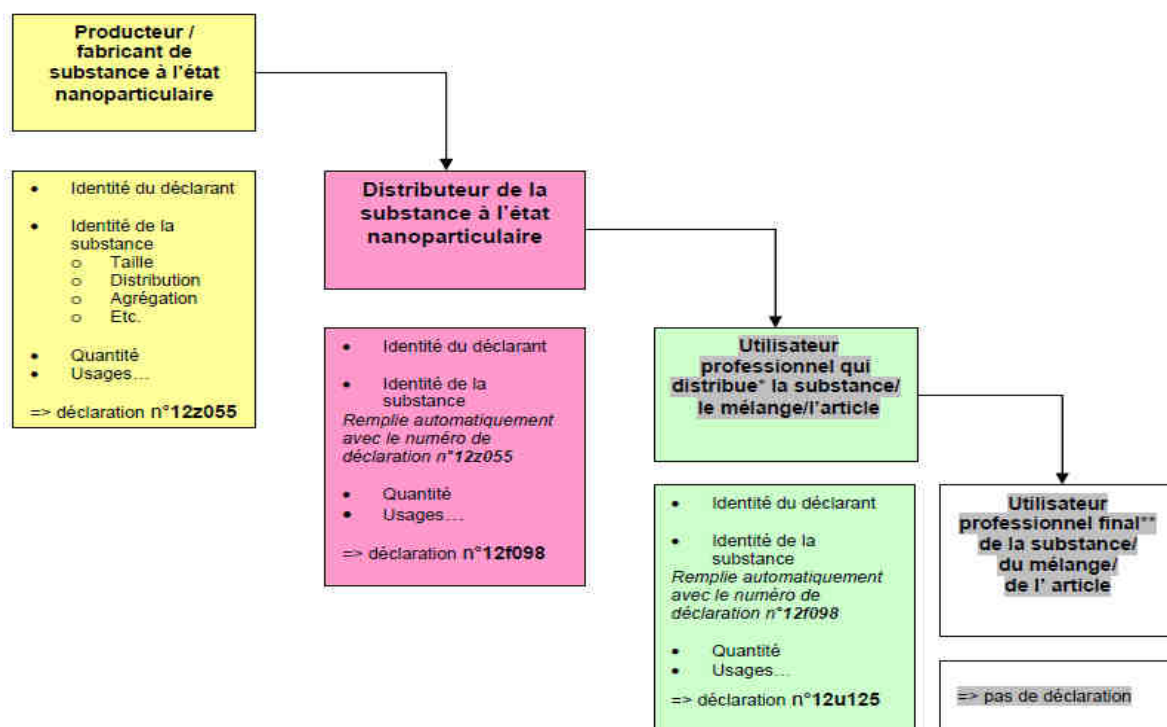 Producteur /
fabricant de
substance à l'état
nanoparticulaire
• Identité du déclarant
• Identité de la
substance
o Taille
o Distribution
o Agrégation
o Etc.
• Quantité
• Usages…
=> déclaration n°12z055
Distributeur de la
substance à l'état
nanoparticulaire
• Identité du déclarant
• Identité de la
substance
Remplie automatiquement
avec le numéro de
déclaration n°12z055
• Quantité
• Usages…
=> déclaration n°12f098
Utilisateur
professionnel qui
distribue* la substance/
le mélange/l'article
• Identité du déclarant
• Identité de la
substance
Remplie automatiquement
avec le numéro de
déclaration n°12f098
• Quantité
• Usages…
=> déclaration n°12u125
Utilisateur
professionnel final**
de la substance/
du mélange/
de l' article
=> pas de déclaration